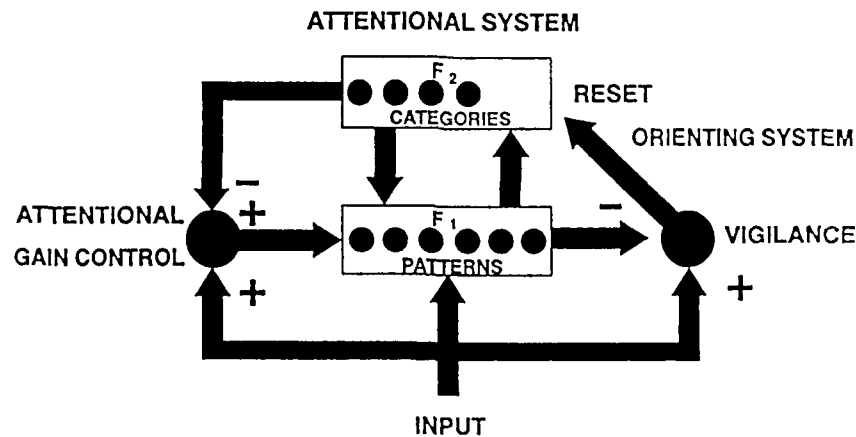 ATTENTIONAL SYSTEM
F2
CATEGORIES
RESET
ORIENTING SYSTEM
−
+
ATTENTIONAL
GAIN CONTROL
F1
PATTERNS
−
VIGILANCE
+
+
INPUT